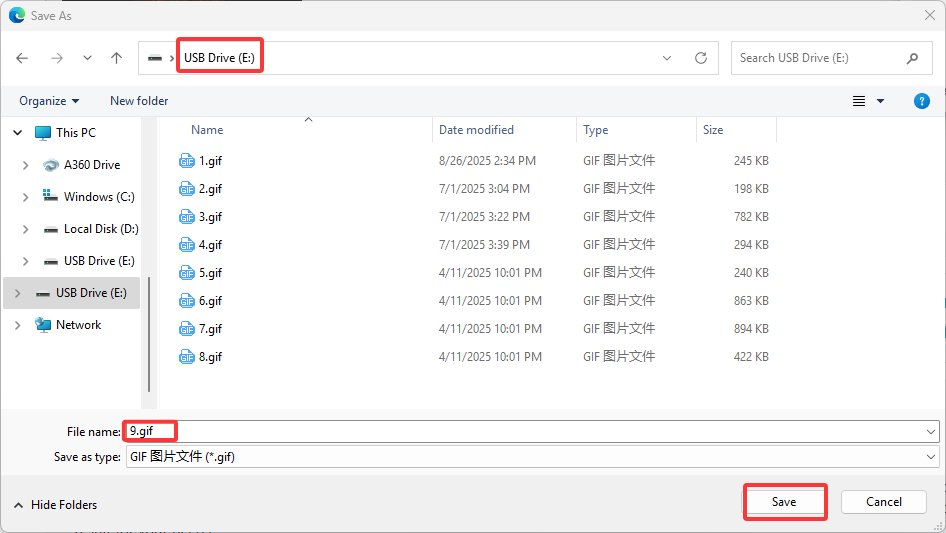 Save As
USB Drive (E:)
Search USB Drive (E:)
Organize
New folder
?
This PC
A360 Drive
Windows (C:)
Local Disk (D:)
USB Drive (E:)
USB Drive (E:)
Network
Name Date modified Type Size
GIF 1.gif 8/26/2025 2:34 PM GIF 图片文件 245 KB
GIF 2.gif 7/1/2025 3:04 PM GIF 图片文件 198 KB
GIF 3.gif 7/1/2025 3:22 PM GIF 图片文件 782 KB
GIF 4.gif 7/1/2025 3:39 PM GIF 图片文件 294 KB
GIF 5.gif 4/11/2025 10:01 PM GIF 图片文件 240 KB
GIF 6.gif 4/11/2025 10:01 PM GIF 图片文件 863 KB
GIF 7.gif 4/11/2025 10:01 PM GIF 图片文件 894 KB
GIF 8.gif 4/11/2025 10:01 PM GIF 图片文件 422 KB
File name: 9.gif
Save as type: GIF 图片文件 (*.gif)
Hide Folders
Save
Cancel